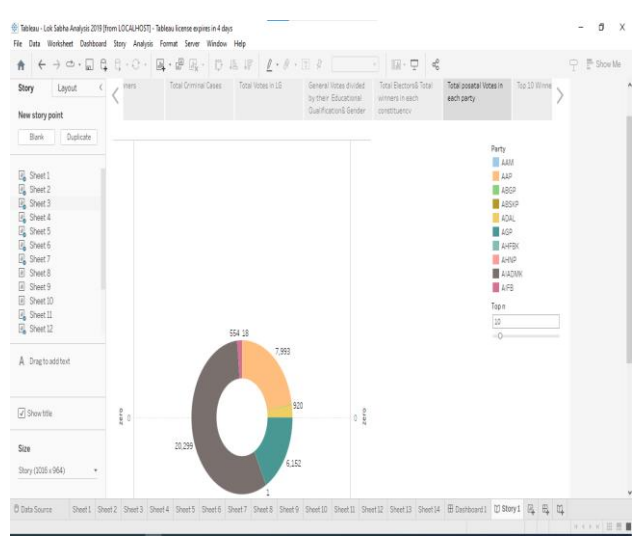 Tableau - Lok Sabha Analysis 2019 [from LOCALHOST] - Tableau license expires in 4 days
File Data Worksheet Dashboard Story Analysis Format Server Window Help
Show Me
Story Layout
New story point
Blank Duplicate
Sheet 1
Sheet 2
Sheet 3
Sheet 4
Sheet 5
Sheet 6
Sheet 7
Sheet 8
Sheet 9
Sheet 10
Sheet 11
Sheet 12
A Drag to add text
Show title
Size
Story (1016 x 964)
Total Criminal Cases
Total Votes in LS
General Votes divided
by their Educational
Qualification& Gender
Total Electors& Total
winners in each
constituency
Total posatal Votes in
each party
Top 10 Winne
554 18
7,993
920
6,152
1
20,299
zero
0
0
zero
Party
AAM
AAP
ABGP
ABSKP
ADAL
AGP
AHFBK
AHNP
AIADMK
AIFB
Top n
10
Data Source Sheet 1 Sheet 2 Sheet 3 Sheet 4 Sheet 5 Sheet 6 Sheet 7 Sheet 8 Sheet 9 Sheet 10 Sheet 11 Sheet 12 Sheet 13 Sheet 14 Dashboard 1 Story 1